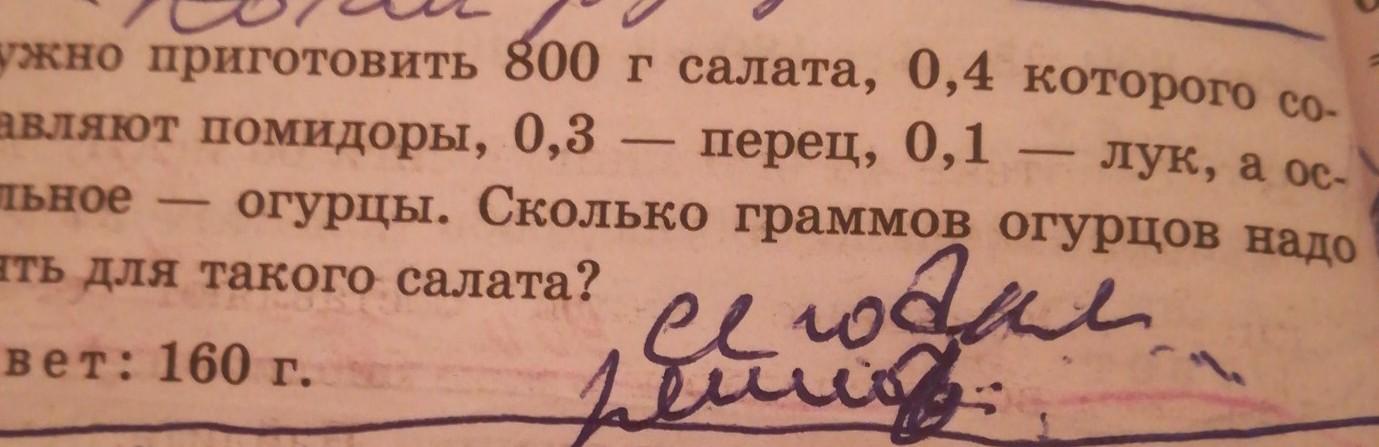 ужно приготовить 800 г салата, 0,4 которого со-
авляют помидоры, 0,3 — перец, 0,1 — лук, а ос-
льное — огурцы. Сколько граммов огурцов надо
ять для такого салата?
вет: 160 г.